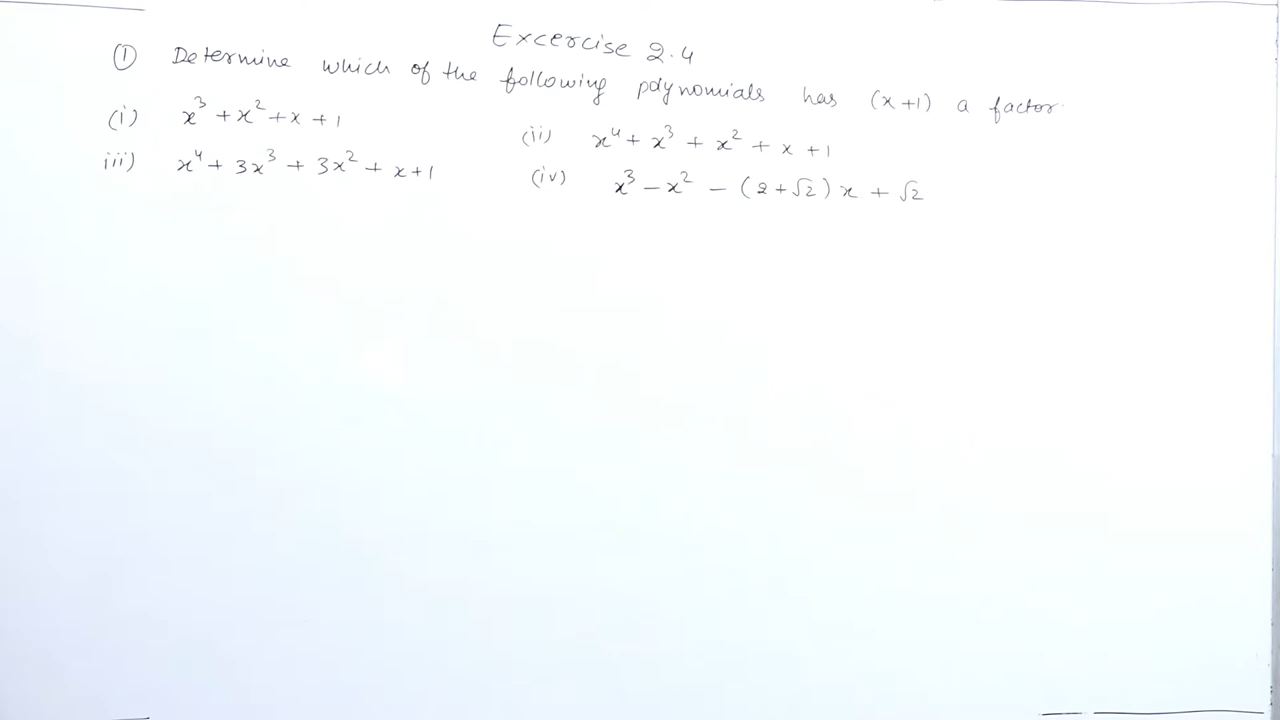 Excercise 2.4
① Determine which of the following polynomials has (x+1) a factor.
(i) x³ + x² + x + 1 (ii) x⁴ + x³ + x² + x + 1
iii) x⁴ + 3x³ + 3x² + x + 1 (iv) x³ - x² - (2+√2) x + √2